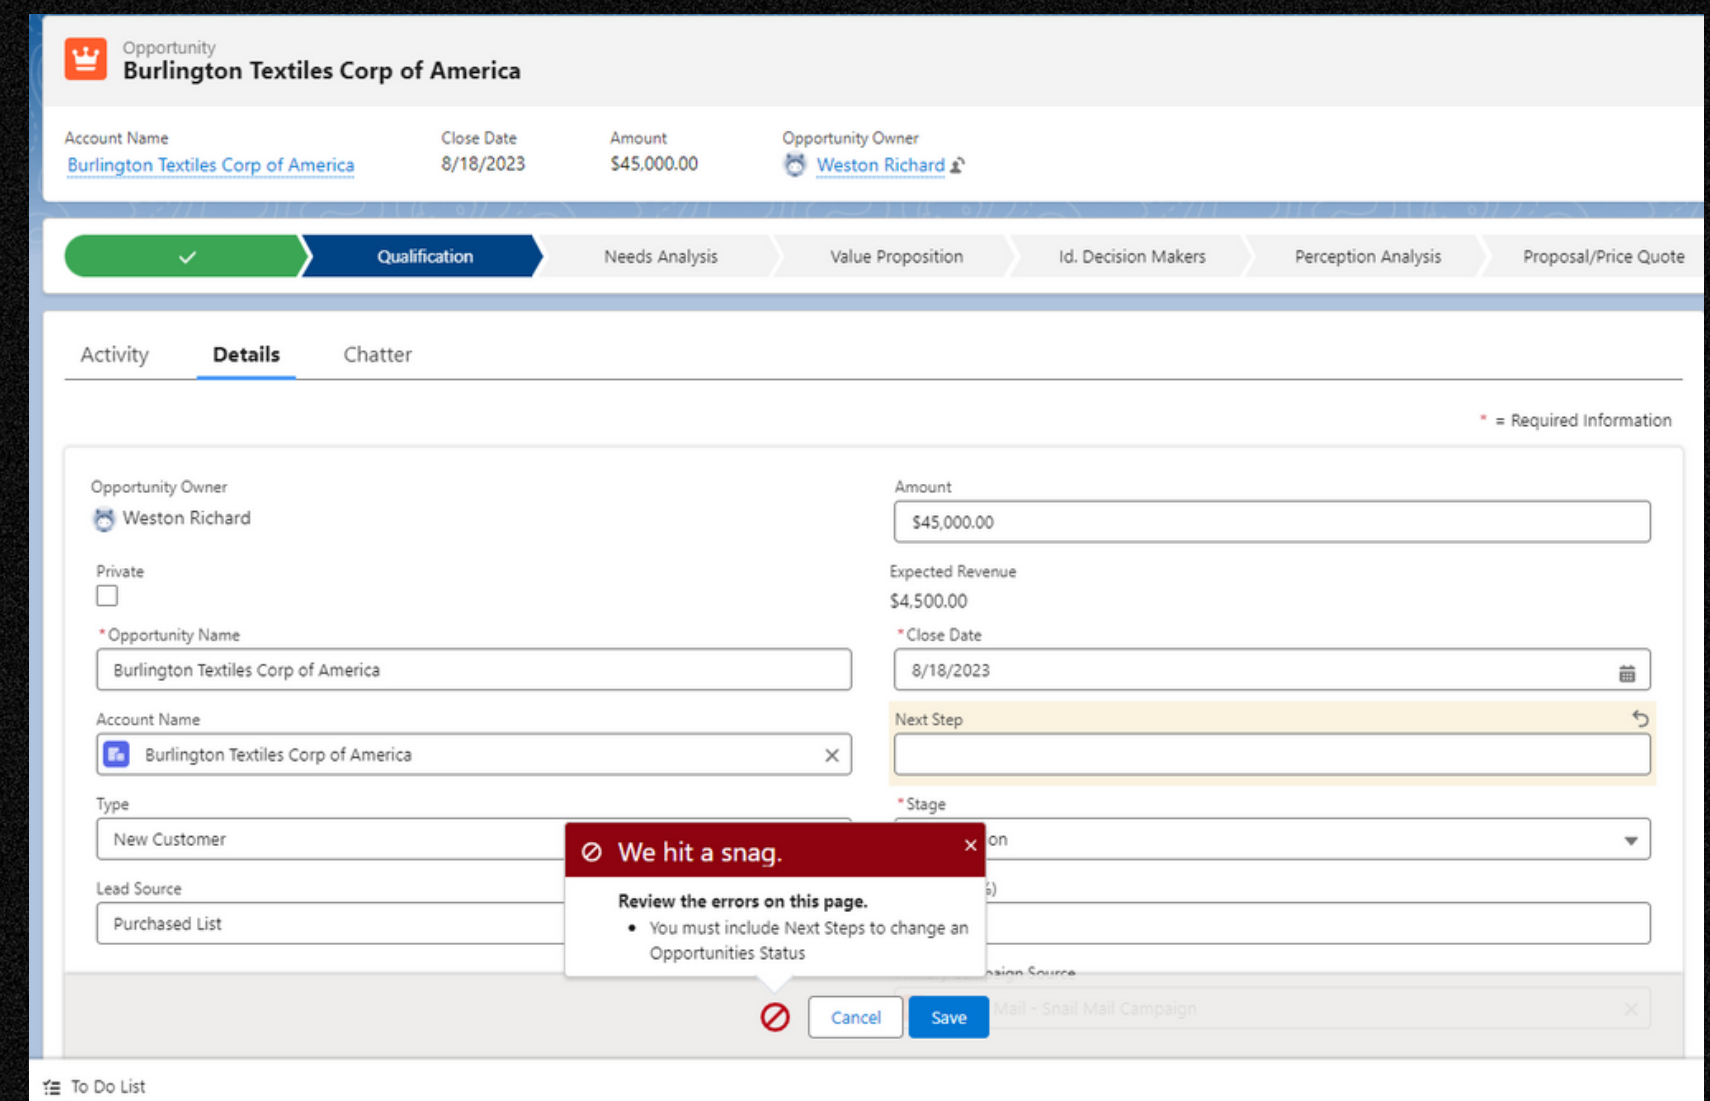 Opportunity
Burlington Textiles Corp of America
Account Name
Close Date
Amount
Opportunity Owner
Burlington Textiles Corp of America
8/18/2023
$45,000.00
Weston Richard
Qualification
Needs Analysis
Value Proposition
Id. Decision Makers
Perception Analysis
Proposal/Price Quote
Activity
Details
Chatter
* = Required Information
Opportunity Owner
Weston Richard
Amount
$45,000.00
Private
Expected Revenue
$4,500.00
*Opportunity Name
Burlington Textiles Corp of America
*Close Date
8/18/2023
Account Name
Burlington Textiles Corp of America
Next Step
Type
New Customer
*Stage
on
Lead Source
Purchased List
We hit a snag.
Review the errors on this page.
• You must include Next Steps to change an
Opportunities Status
Source
Mail - Snail Mail Campaign
Cancel
Save
To Do List